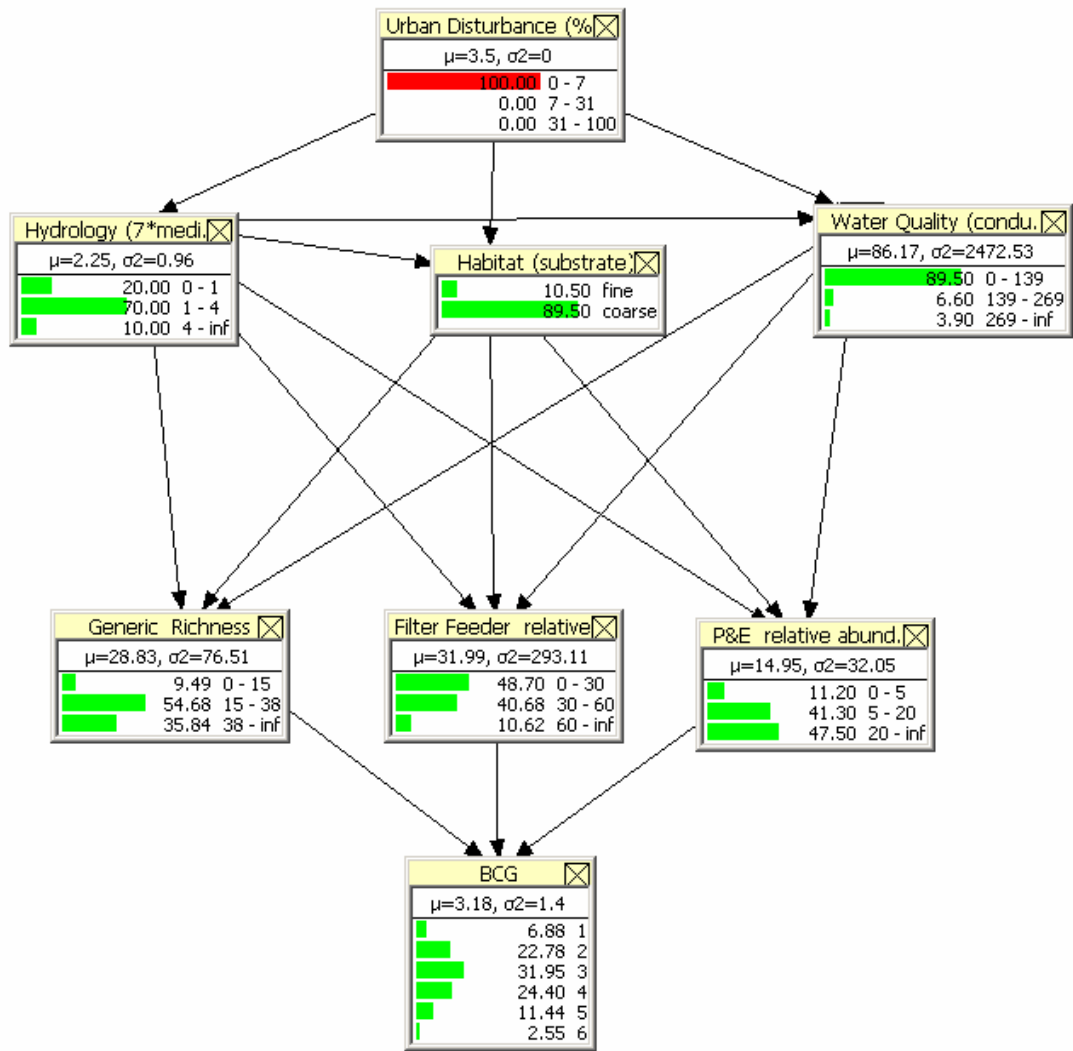 Urban Disturbance (%
μ=3.5, σ2=0
100.00 0 - 7
0.00 7 - 31
0.00 31 - 100
Hydrology (7*medi.
μ=2.25, σ2=0.96
20.00 0 - 1
70.00 1 - 4
10.00 4 - inf
Habitat (substrate)
10.50 fine
89.50 coarse
Water Quality (condu.
μ=86.17, σ2=2472.53
89.50 0 - 139
6.60 139 - 269
3.90 269 - inf
Generic Richness
μ=28.83, σ2=76.51
9.49 0 - 15
54.68 15 - 38
35.84 38 - inf
Filter Feeder relative
μ=31.99, σ2=293.11
48.70 0 - 30
40.68 30 - 60
10.62 60 - inf
P&E relative abund.
μ=14.95, σ2=32.05
11.20 0 - 5
41.30 5 - 20
47.50 20 - inf
BCG
μ=3.18, σ2=1.4
6.88 1
22.78 2
31.95 3
24.40 4
11.44 5
2.55 6